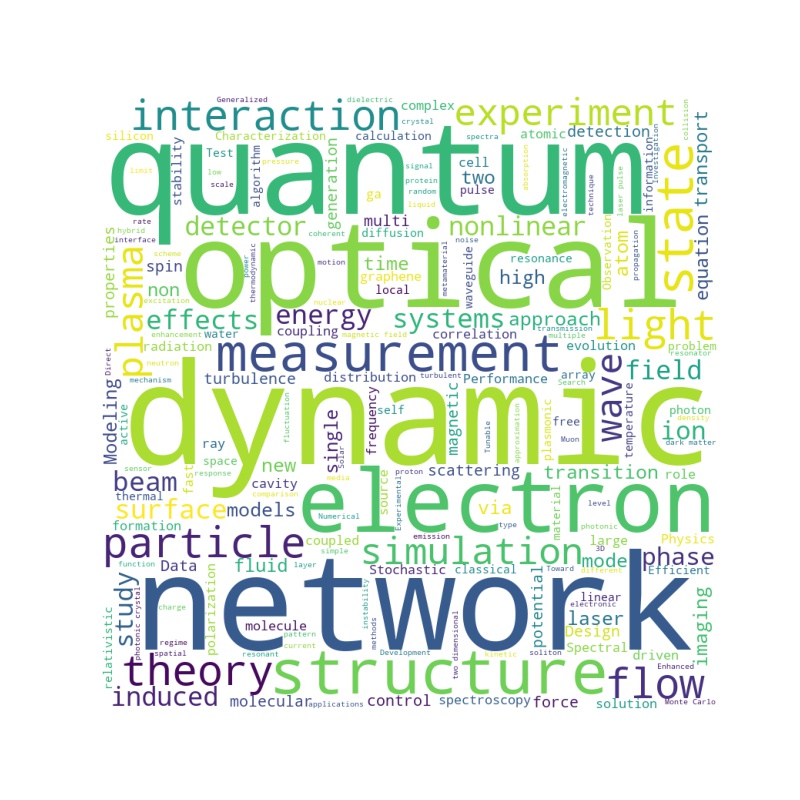 Generalized
dielectric
complex
interaction
experiment
crystal
spectra
collision
silicon
Characterization
calculation
atomic
detection
quantum
limit
stability
Test
low
scale
algorithm
pressure
generation
ga
signal
protein
random
liquid
cell
two
pulse
absorption
electromagnetic
technique
laser pulse
information
Investigation
transport
state
detector
multi
nonlinear
diffusion
coherent
rate
hybrid
interface
properties
plasma
spin
non
scheme
excitation
optical
power
thermodynamic
motion
time
graphene
local
nuclear
metamaterial
noise
waveguide
resonance
high
propagation
Observation
atom
equation
effects
energy
systems
approach
light
enhancement
water
coupling
magnetic field
correlation
transmission
multiple
evolution
problem
resonator
radiation
neutron
measurement
Direct
mechanism
turbulence
distribution
turbulent
Performance
array
Search
wave
field
temperature
photon
density
dark matter
Modeling
active
dynamic
fluctuation
self
frequency
magnetic
single
Solar
Tunable
approximation
plasmonic
free
Muon
ion
ray
space
response
new
sensor
fast
beam
cavity
thermal
comparison
media
source
proton
Experimental
scattering
transition
role
surface
models
Numerical
via
level
type
material
photonic
electron
formation
coupled
simple
emission
large
3D
Physics
particle
simulation
mode
phase
function
Data
fluid
layer
Stochastic
classical
Toward
different
Efficient
study
polarization
network
instability
methods
potential
linear
electronic
imaging
relativistic
photonic crystal
charge
molecule
regime
pattern
spatial
resonant
current
Development
two dimensional
kinetic
soliton
laser
Design
Spectral
driven
Enhanced
theory
structure
flow
induced
molecular
applications
control
spectroscopy
force
solution
Monte Carlo